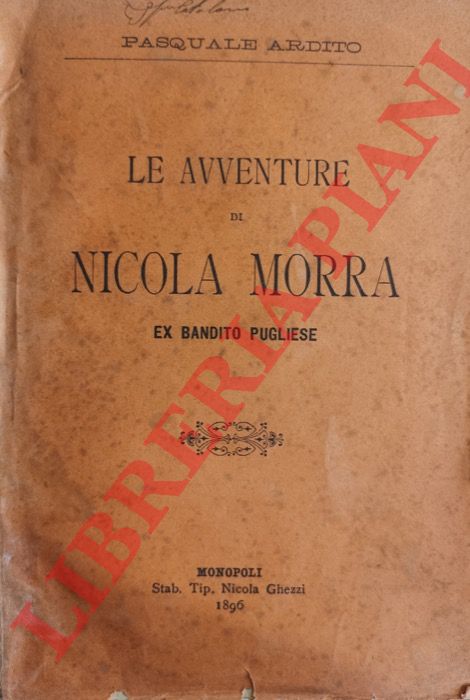 PASQUALE ARDITO
LE AVVENTURE
DI
NICOLA MORRA
EX BANDITO PUGLIESE
MONOPOLI
Stab. Tip. Nicola Ghezzi
1896
LIBRERIA PIANI